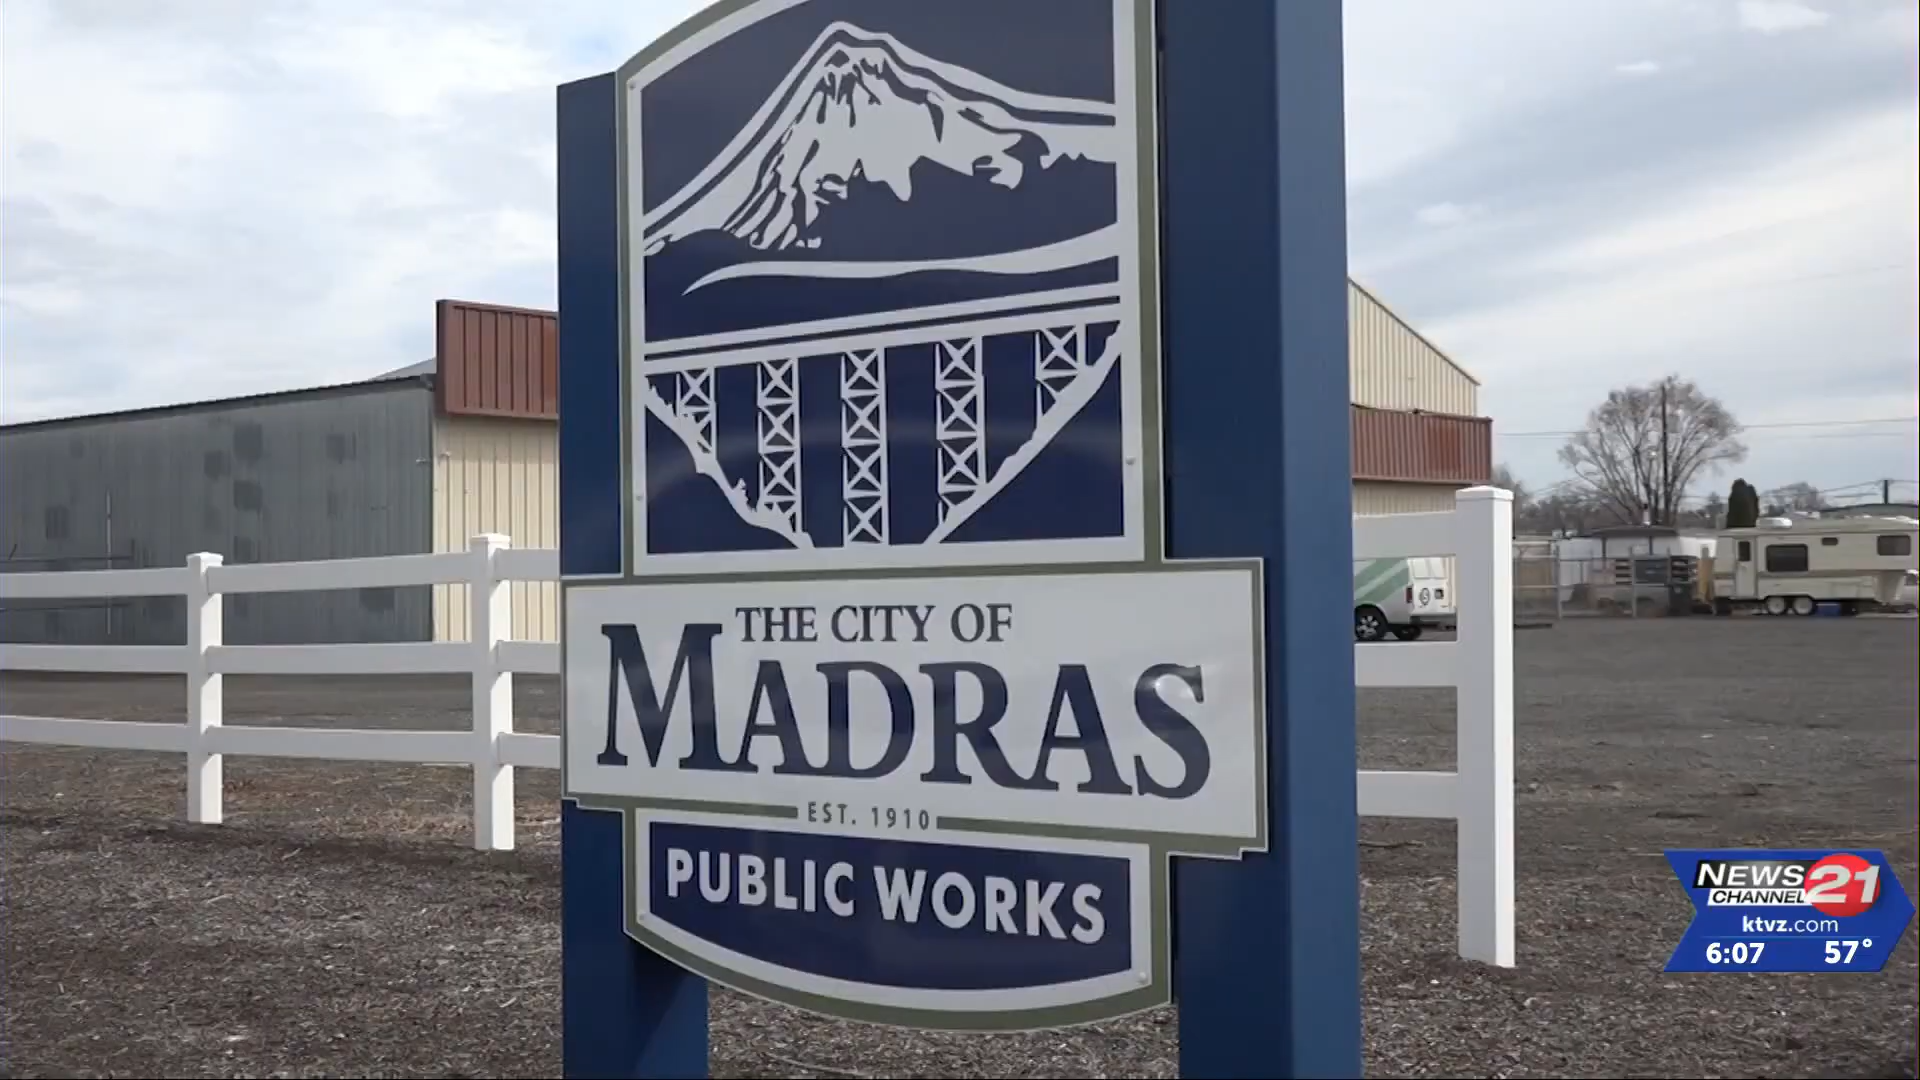 THE CITY OF
MADRAS
EST. 1910
PUBLIC WORKS
NEWS 21
CHANNEL
ktvz.com
6:07 57°